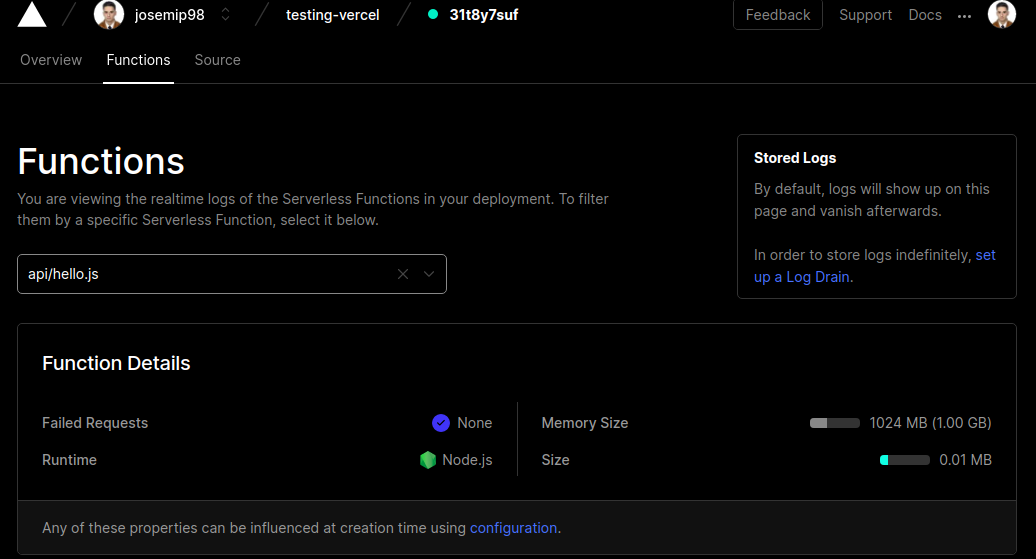 josemip98
testing-vercel
31t8y7suf
Feedback
Support
Docs
Overview
Functions
Source
Functions
You are viewing the realtime logs of the Serverless Functions in your deployment. To filter
them by a specific Serverless Function, select it below.
api/hello.js
Stored Logs
By default, logs will show up on this
page and vanish afterwards.
In order to store logs indefinitely, set
up a Log Drain.
Function Details
Failed Requests
None
Runtime
Node.js
Memory Size
1024 MB (1.00 GB)
Size
0.01 MB
Any of these properties can be influenced at creation time using configuration.